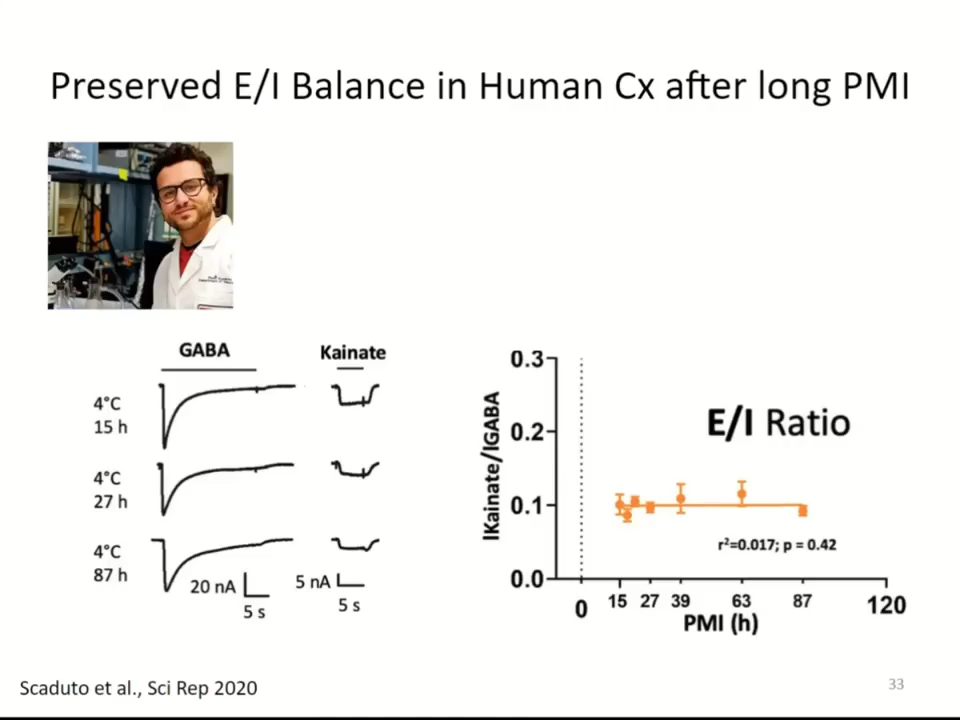 Preserved E/I Balance in Human Cx after long PMI
GABA
Kainate
4°C
15 h
4°C
27 h
4°C
87 h
20 nA
5 s
5 nA
5 s
IKainate/IGABA
0.3
0.2
0.1
0.0
E/I Ratio
r²=0.017; p = 0.42
0
15
27
39
63
87
120
PMI (h)
Scaduto et al., Sci Rep 2020
33